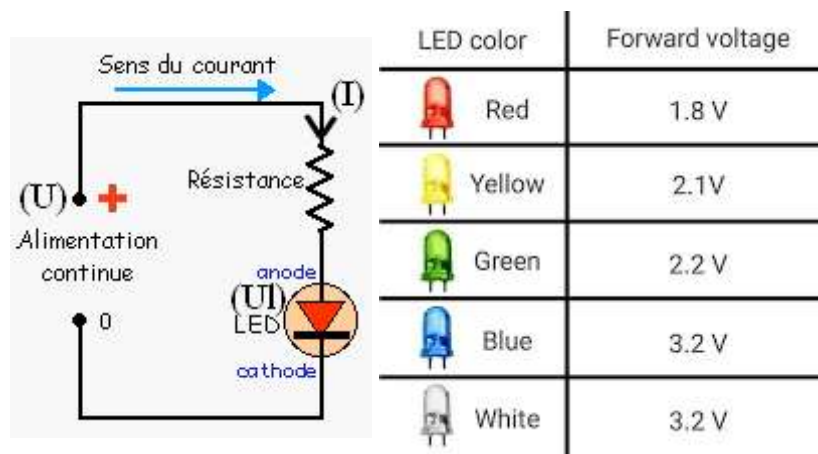 Sens du courant
(I)
Résistance
(U) +
Alimentation
continue
anode
(Ul)
LED
0
cathode
LED color Forward voltage
Red 1.8 V
Yellow 2.1V
Green 2.2 V
Blue 3.2 V
White 3.2 V